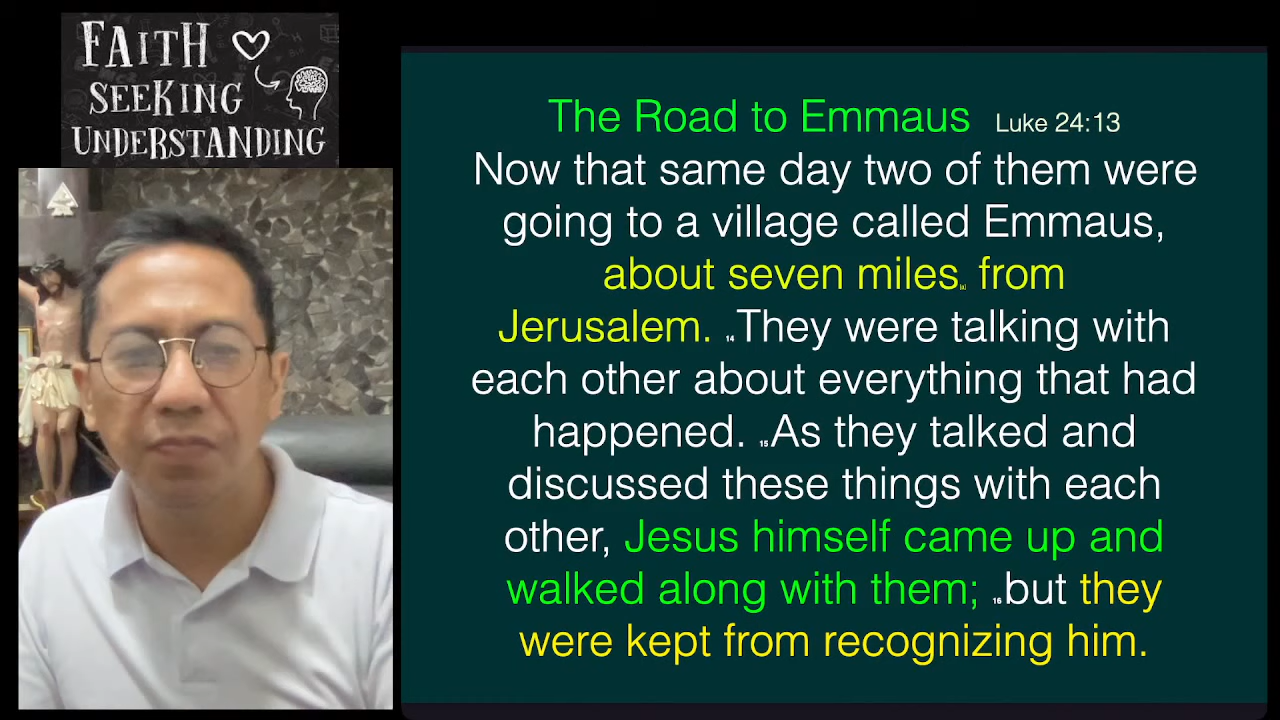 FAITH
SEEKING
UNDERSTANDING
The Road to Emmaus Luke 24:13
Now that same day two of them were
going to a village called Emmaus,
about seven miles[a] from
Jerusalem. 14 They were talking with
each other about everything that had
happened. 15 As they talked and
discussed these things with each
other, Jesus himself came up and
walked along with them; 16 but they
were kept from recognizing him.